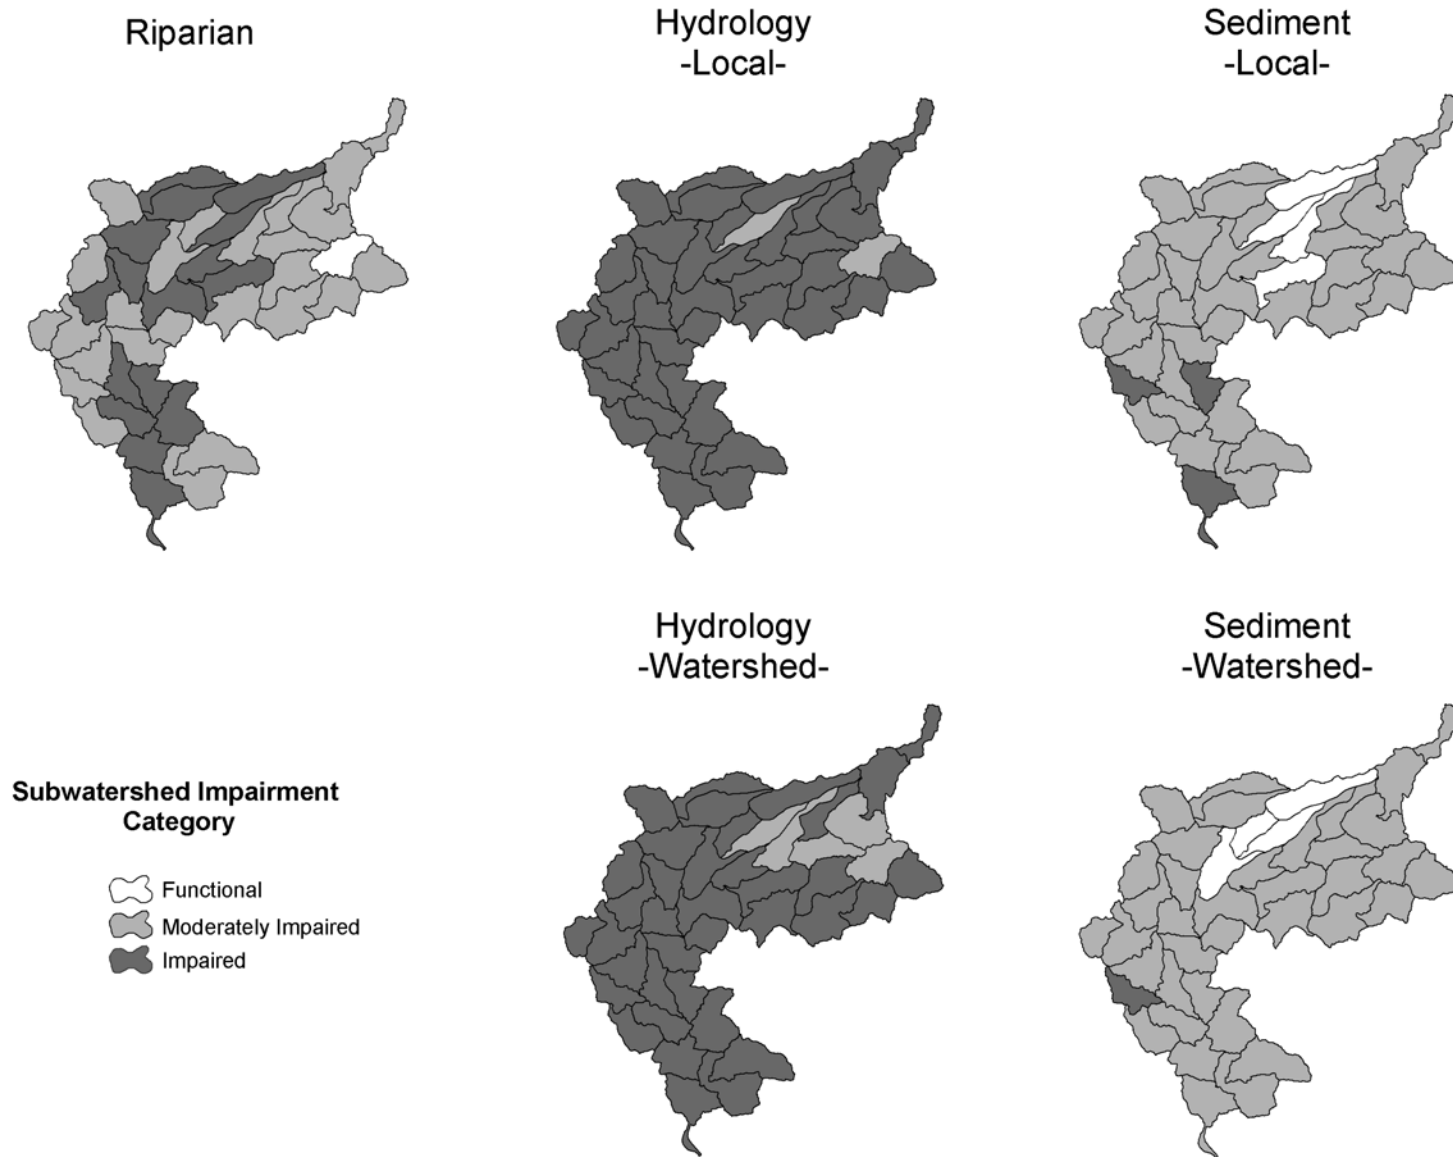 Riparian
Hydrology
-Local-
Sediment
-Local-
Hydrology
-Watershed-
Sediment
-Watershed-
Subwatershed Impairment
Category
Functional
Moderately Impaired
Impaired